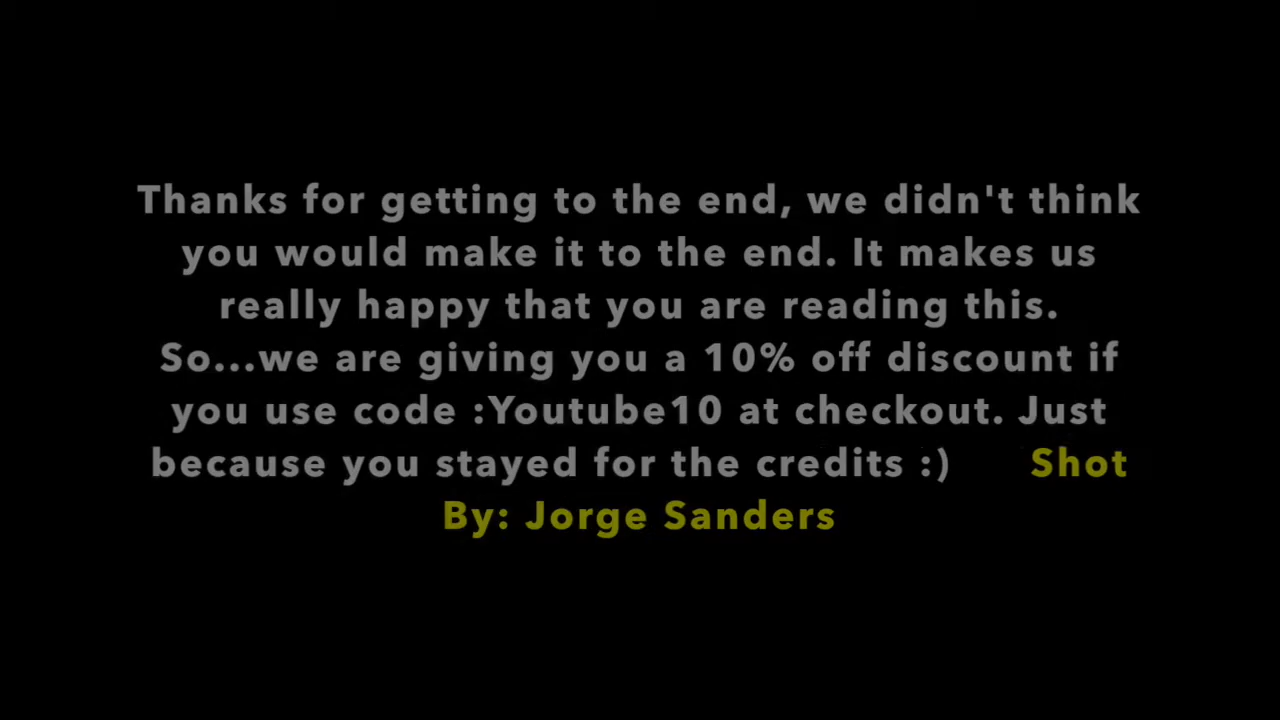 Thanks for getting to the end, we didn't think
you would make it to the end. It makes us
really happy that you are reading this.
So...we are giving you a 10% off discount if
you use code :Youtube10 at checkout. Just
because you stayed for the credits :) Shot
By: Jorge Sanders